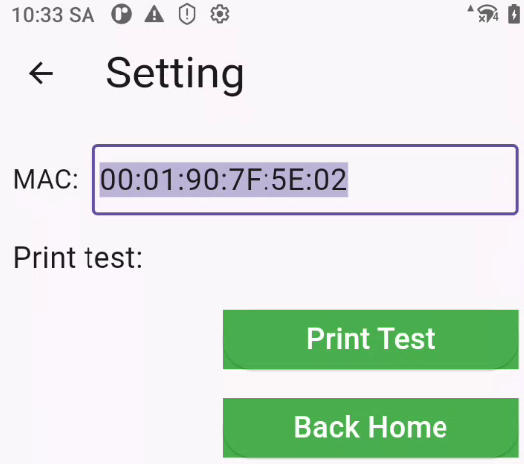 10:33 SA
Setting
MAC: 00:01:90:7F:5E:02
Print test:
Print Test
Back Home